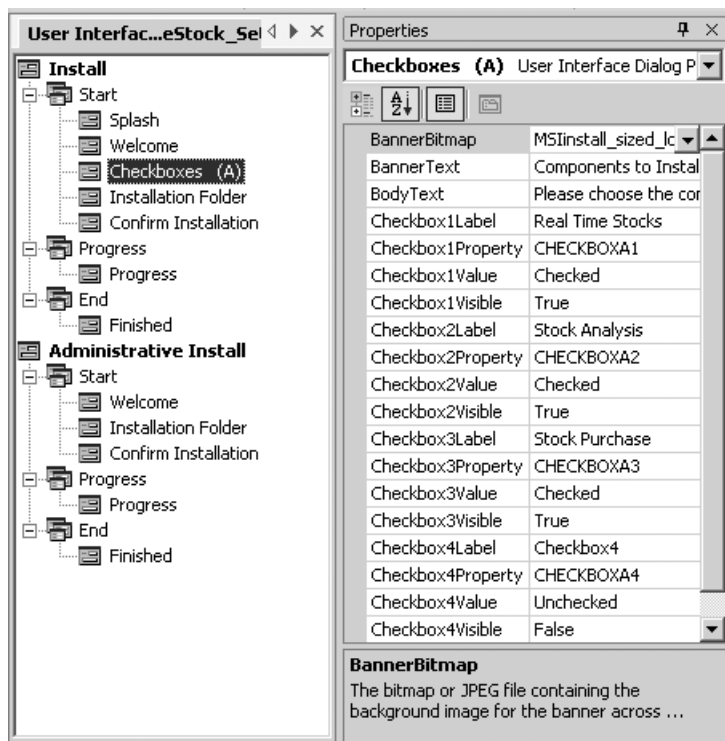 User Interfac...eStock_Se
Install
Start
Splash
Welcome
Checkboxes (A)
Installation Folder
Confirm Installation
Progress
Progress
End
Finished
Administrative Install
Start
Welcome
Installation Folder
Confirm Installation
Progress
Progress
End
Finished
Properties
Checkboxes (A) User Interface Dialog P
BannerBitmap MSIinstall_sized_lc
BannerText Components to Instal
BodyText Please choose the cor
Checkbox1Label Real Time Stocks
Checkbox1Property CHECKBOXA1
Checkbox1Value Checked
Checkbox1Visible True
Checkbox2Label Stock Analysis
Checkbox2Property CHECKBOXA2
Checkbox2Value Checked
Checkbox2Visible True
Checkbox3Label Stock Purchase
Checkbox3Property CHECKBOXA3
Checkbox3Value Checked
Checkbox3Visible True
Checkbox4Label Checkbox4
Checkbox4Property CHECKBOXA4
Checkbox4Value Unchecked
Checkbox4Visible False
BannerBitmap
The bitmap or JPEG file containing the
background image for the banner across ...